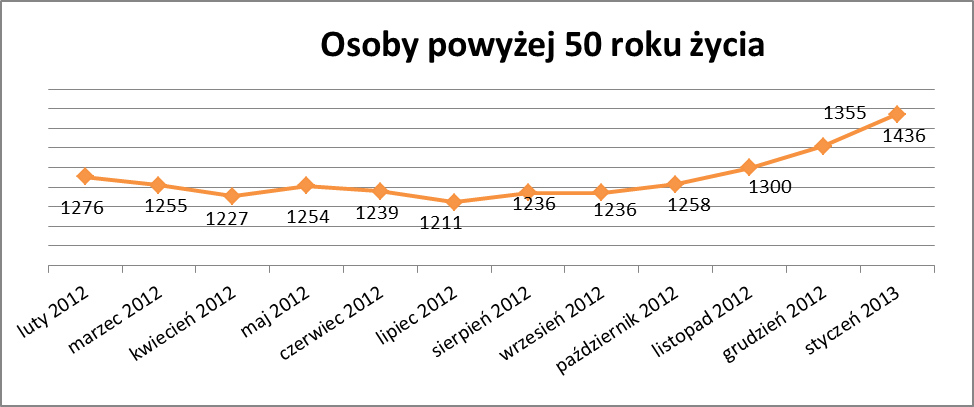 Osoby powyżej 50 roku życia
1276
1255
1227
1254
1239
1211
1236
1236
1258
1300
1355
1436
luty 2012
marzec 2012
kwiecień 2012
maj 2012
czerwiec 2012
lipiec 2012
sierpień 2012
wrzesień 2012
październik 2012
listopad 2012
grudzień 2012
styczeń 2013